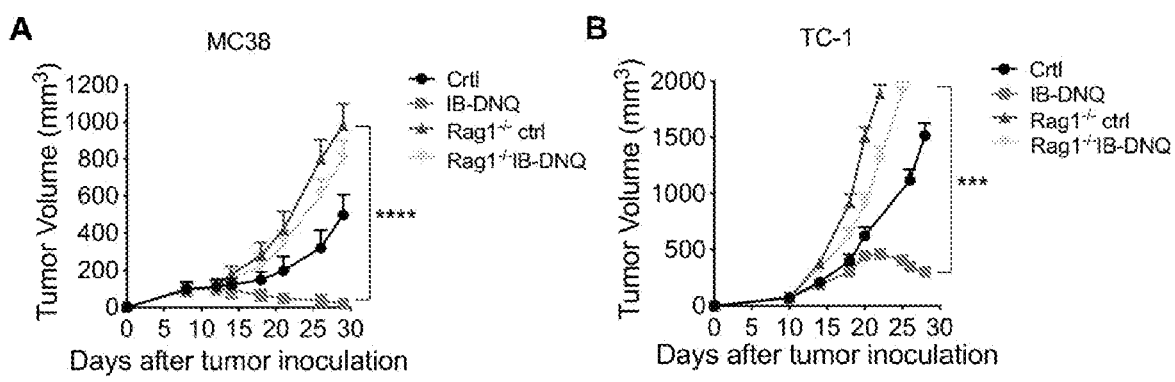 A
MC38
Tumor Volume (mm³)
1200
1000
800
600
400
200
0
0 5 10 15 20 25 30
Days after tumor inoculation
Crtl
IB-DNQ
Rag1⁻/⁻ ctrl
Rag1⁻/⁻IB-DNQ
****
B
TC-1
Tumor Volume (mm³)
2000
1500
1000
500
0
0 5 10 15 20 25 30
Days after tumor inoculation
Crtl
IB-DNQ
Rag1⁻/⁻ ctrl
Rag1⁻/⁻IB-DNQ
***